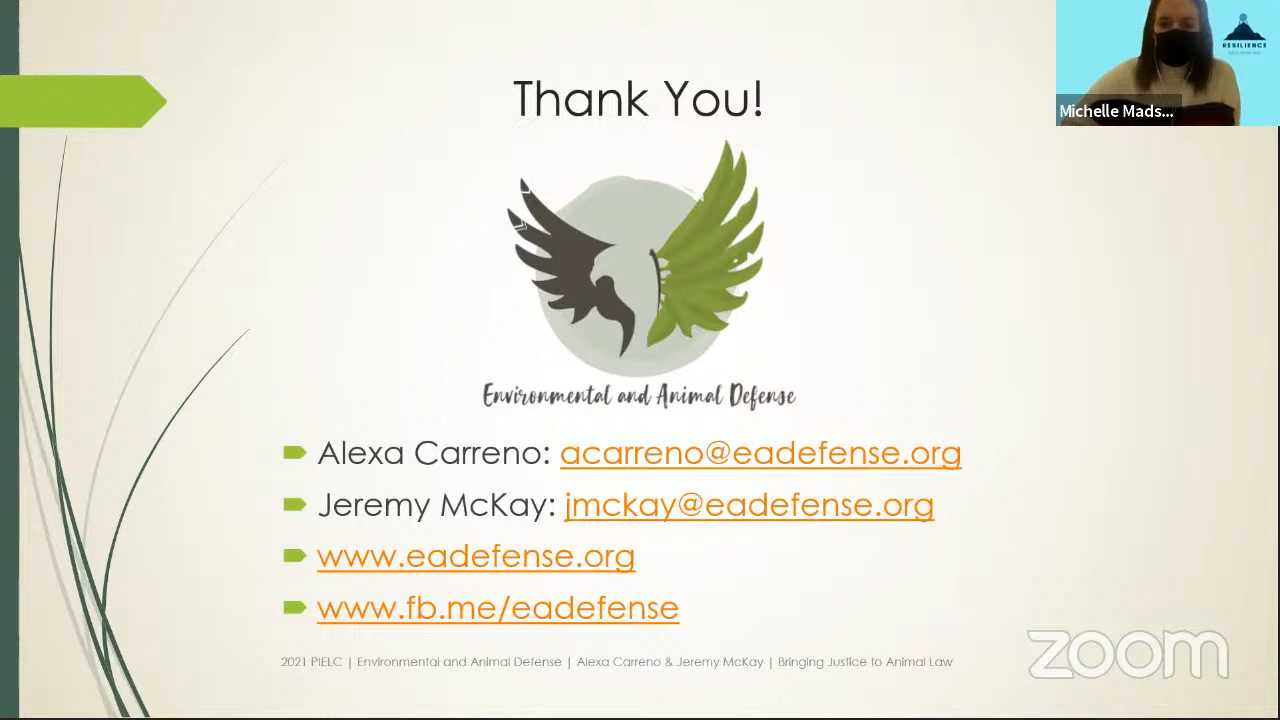 Thank You!
RESILIENCE
Michelle Mads...
Environmental and Animal Defense
Alexa Carreno: acarreno@eadefense.org
Jeremy McKay: jmckay@eadefense.org
www.eadefense.org
www.fb.me/eadefense
2021 PIELC | Environmental and Animal Defense | Alexa Carreno & Jeremy McKay | Bringing Justice to Animal Law
zoom